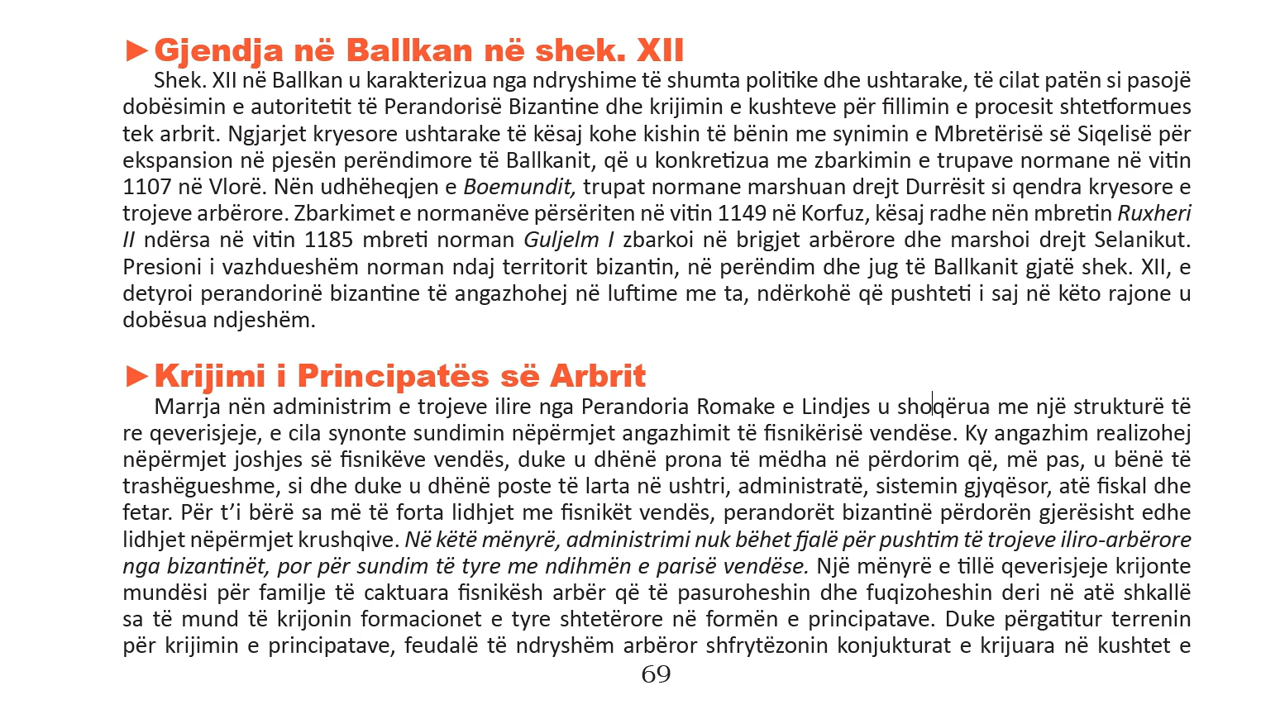 ►Gjendja në Ballkan në shek. XII
Shek. XII në Ballkan u karakterizua nga ndryshime të shumta politike dhe ushtarake, të cilat patën si pasojë
dobësimin e autoritetit të Perandorisë Bizantine dhe krijimin e kushteve për fillimin e procesit shtetformues
tek arbrit. Ngjarjet kryesore ushtarake të kësaj kohe kishin të bënin me synimin e Mbretërisë së Siqelisë për
ekspansion në pjesën perëndimore të Ballkanit, që u konkretizua me zbarkimin e trupave normane në vitin
1107 në Vlorë. Nën udhëheqjen e Boemundit, trupat normane marshuan drejt Durrësit si qendra kryesore e
trojeve arbërore. Zbarkimet e normanëve përsëriten në vitin 1149 në Korfuz, kësaj radhe nën mbretin Ruxheri
II ndërsa në vitin 1185 mbreti norman Guljelm I zbarkoi në brigjet arbërore dhe marshoi drejt Selanikut.
Presioni i vazhdueshëm norman ndaj territorit bizantin, në perëndim dhe jug të Ballkanit gjatë shek. XII, e
detyroi perandorinë bizantine të angazhohej në luftime me ta, ndërkohë që pushteti i saj në këto rajone u
dobësua ndjeshëm.
►Krijimi i Principatës së Arbrit
Marrja nën administrim e trojeve ilire nga Perandoria Romake e Lindjes u shoqërua me një strukturë të
re qeverisjeje, e cila synonte sundimin nëpërmjet angazhimit të fisnikërisë vendëse. Ky angazhim realizohej
nëpërmjet joshjes së fisnikëve vendës, duke u dhënë prona të mëdha në përdorim që, më pas, u bënë të
trashëgueshme, si dhe duke u dhënë poste të larta në ushtri, administratë, sistemin gjyqësor, atë fiskal dhe
fetar. Për t’i bërë sa më të forta lidhjet me fisnikët vendës, perandorët bizantinë përdorën gjerësisht edhe
lidhjet nëpërmjet krushqive. Në këtë mënyrë, administrimi nuk bëhet fjalë për pushtim të trojeve iliro-arbërore
nga bizantinët, por për sundim të tyre me ndihmën e parisë vendëse. Një mënyrë e tillë qeverisjeje krijonte
mundësi për familje të caktuara fisnikësh arbër që të pasuroheshin dhe fuqizoheshin deri në atë shkallë
sa të mund të krijonin formacionet e tyre shtetërore në formën e principatave. Duke përgatitur terrenin
për krijimin e principatave, feudalë të ndryshëm arbëror shfrytëzonin konjukturat e krijuara në kushtet e
69